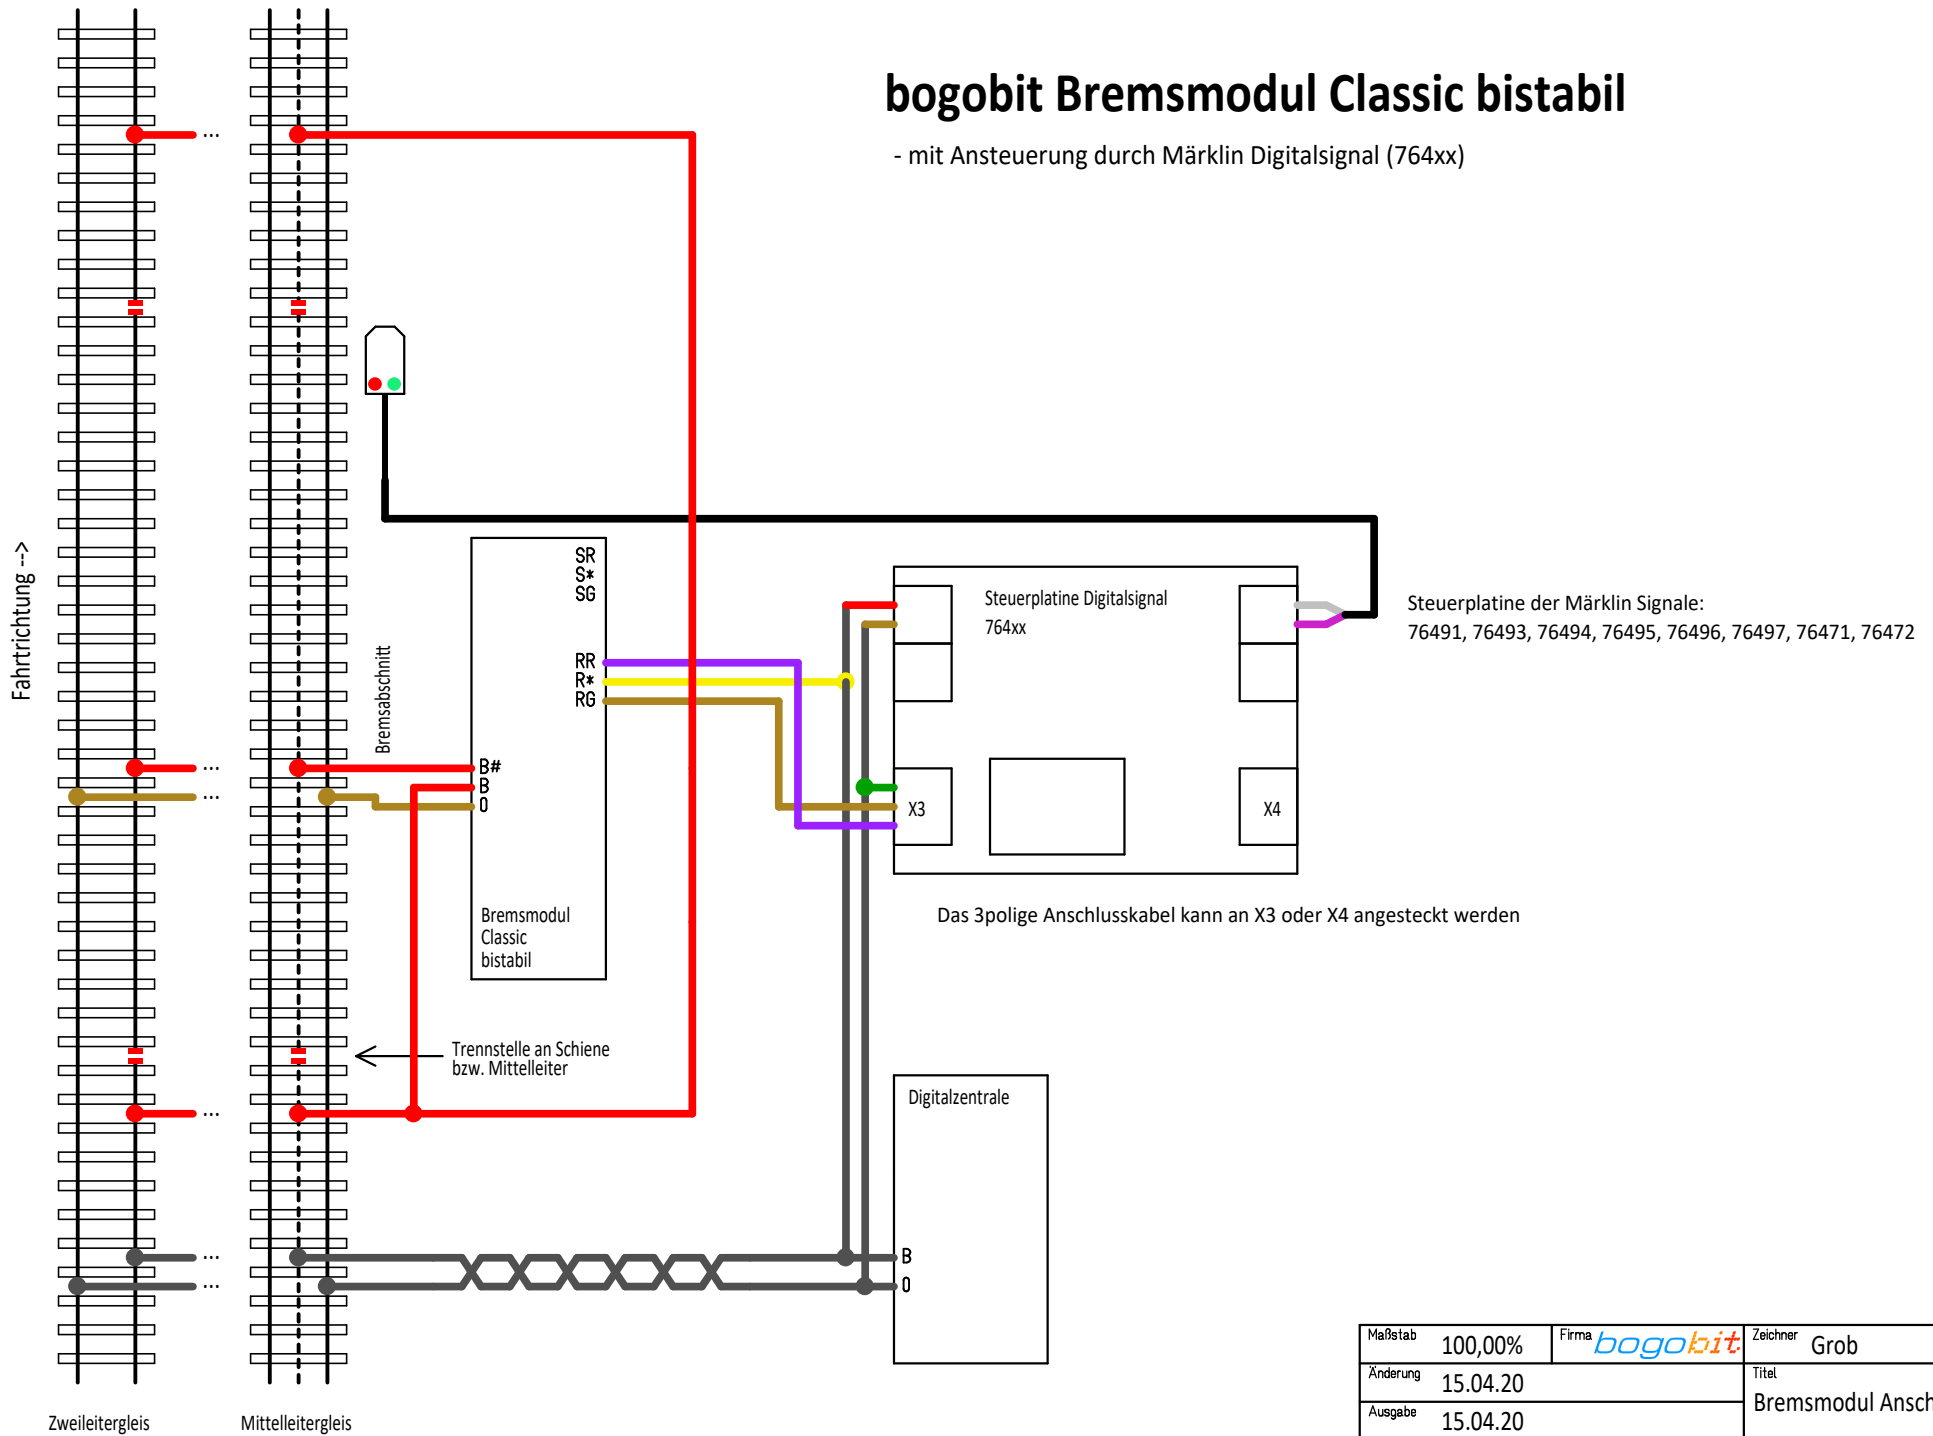 bogobit Bremsmodul Classic bistabil
- mit Ansteuerung durch Märklin Digitalsignal (764xx)
...
Fahrtrichtung -->
SR
S*
SG
RR
R*
RG
Bremsabschnitt
...
...
B#
B
0
Bremsmodul
Classic
bistabil
Steuerplatine Digitalsignal
764xx
X3
X4
Steuerplatine der Märklin Signale:
76491, 76493, 76494, 76495, 76496, 76497, 76471, 76472
Das 3polige Anschlusskabel kann an X3 oder X4 angesteckt werden
Trennstelle an Schiene
bzw. Mittelleiter
...
Digitalzentrale
...
...
B
0
Zweileitergleis
Mittelleitergleis
Maßstab 100,00%
Firma bogobit
Zeichner Grob
Änderung 15.04.20
Ausgabe 15.04.20
Titel
Bremsmodul Ansch